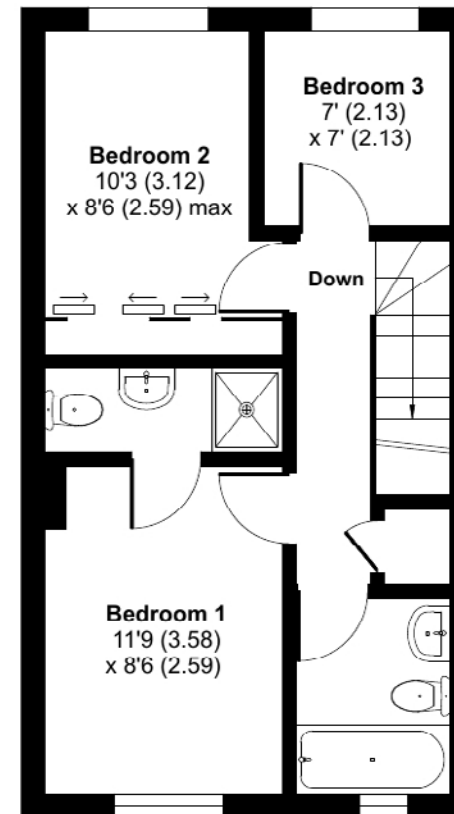 Bedroom 3
7' (2.13)
x 7' (2.13)
Bedroom 2
10'3 (3.12)
x 8'6 (2.59) max
Down
Bedroom 1
11'9 (3.58)
x 8'6 (2.59)